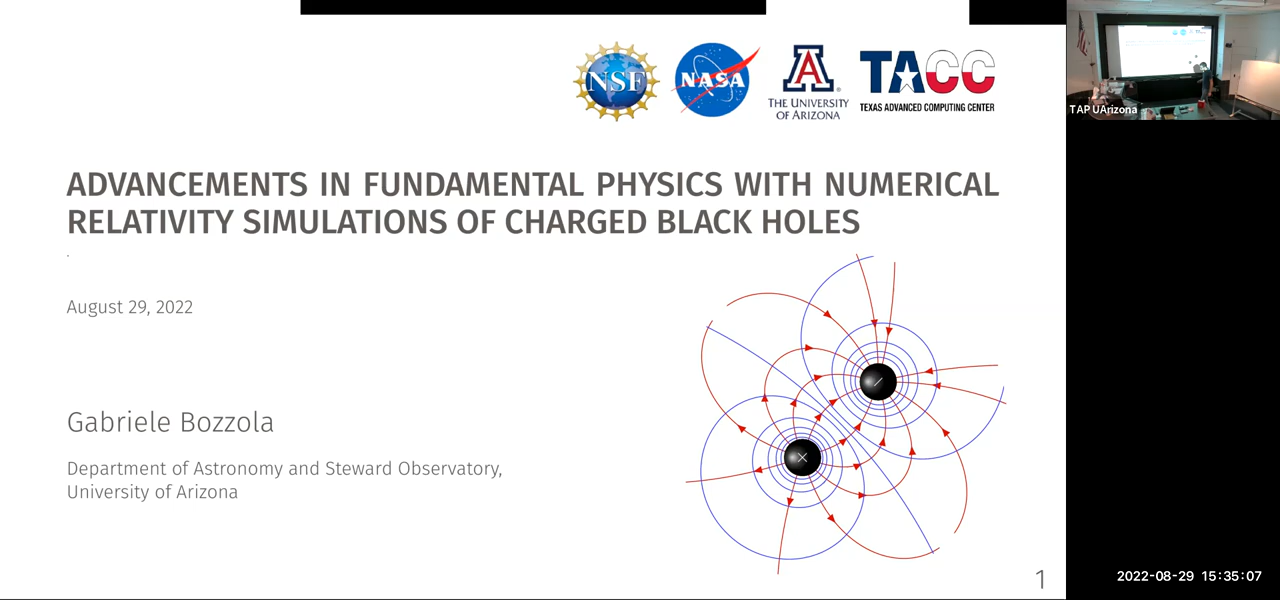 NSF
NASA
A
THE UNIVERSITY
OF ARIZONA
TACC
TEXAS ADVANCED COMPUTING CENTER
TAP UArizona
ADVANCEMENTS IN FUNDAMENTAL PHYSICS WITH NUMERICAL
RELATIVITY SIMULATIONS OF CHARGED BLACK HOLES
August 29, 2022
Gabriele Bozzola
Department of Astronomy and Steward Observatory,
University of Arizona
1
2022-08-29 15:35:07